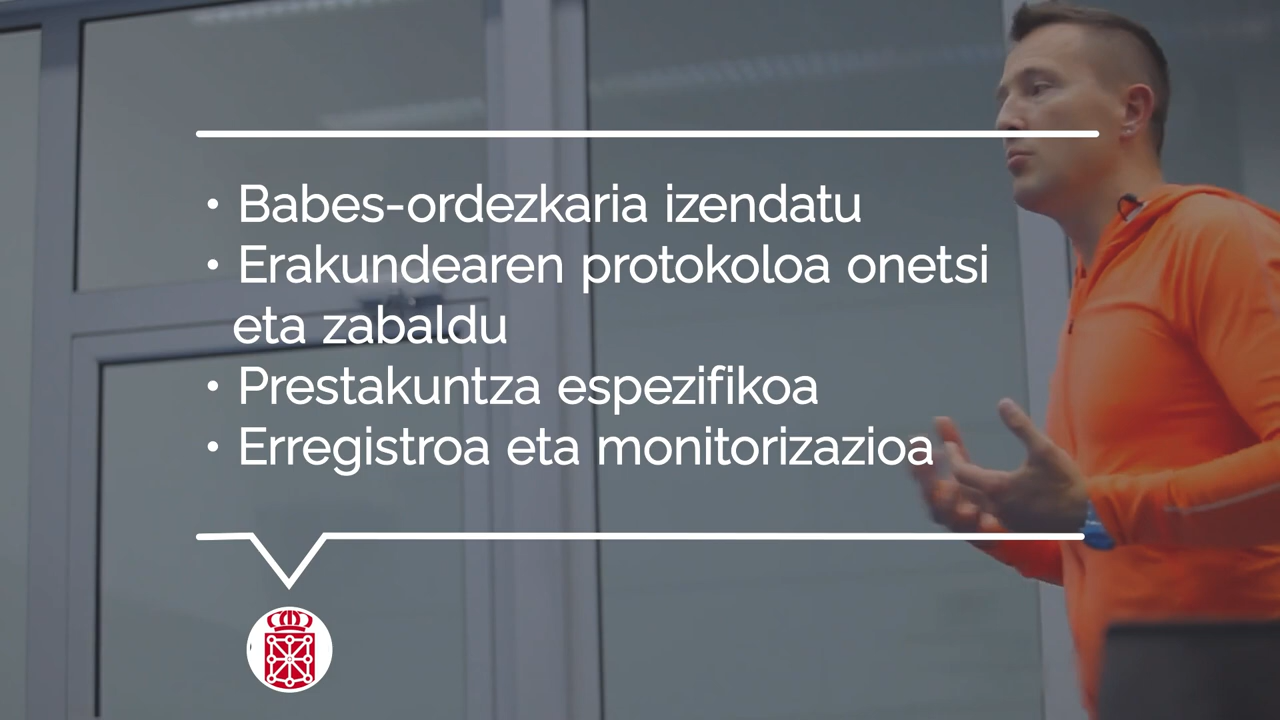 • Babes-ordezkaria izendatu
• Erakundearen protokoloa onetsi
eta zabaldu
• Prestakuntza espezifikoa
• Erregistroa eta monitorizazioa